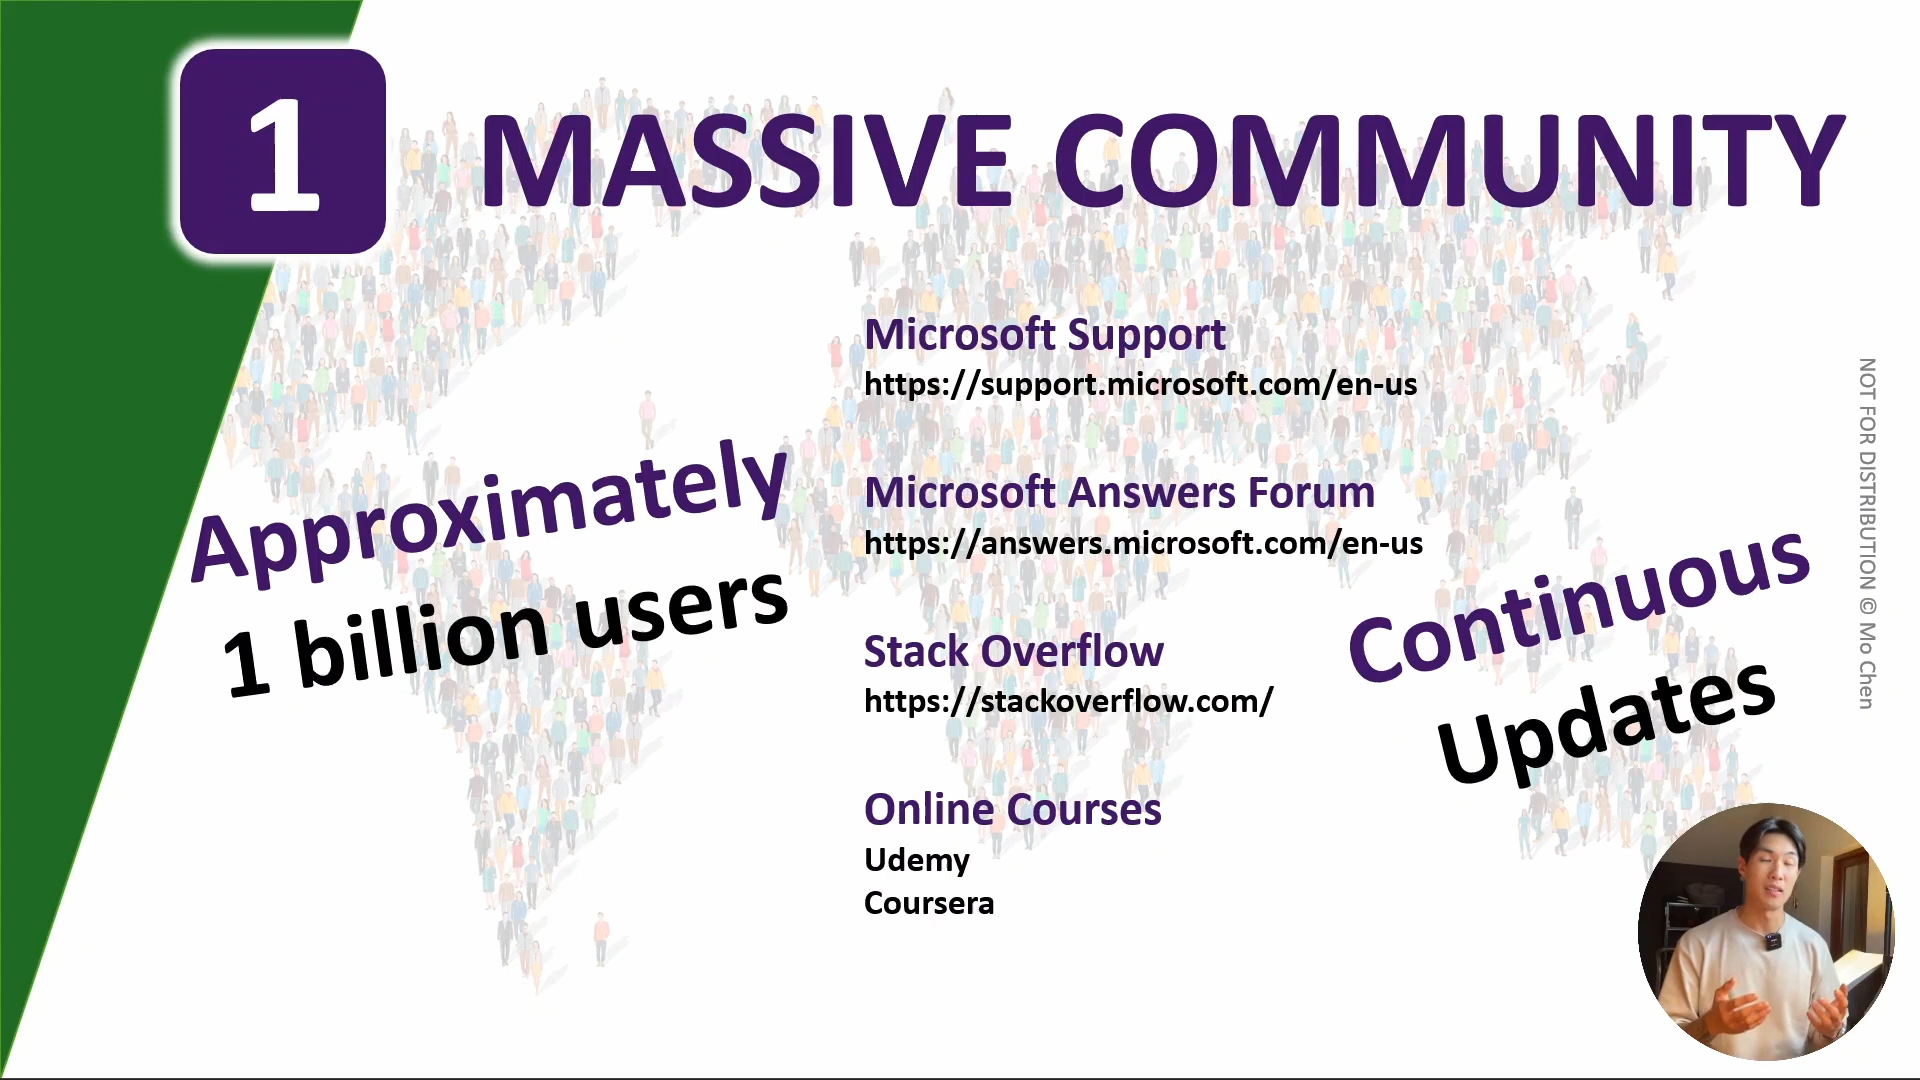 1
MASSIVE COMMUNITY
Approximately
1 billion users
Microsoft Support
https://support.microsoft.com/en-us
Microsoft Answers Forum
https://answers.microsoft.com/en-us
Stack Overflow
https://stackoverflow.com/
Online Courses
Udemy
Coursera
Continuous
Updates
NOT FOR DISTRIBUTION © Mo Chen